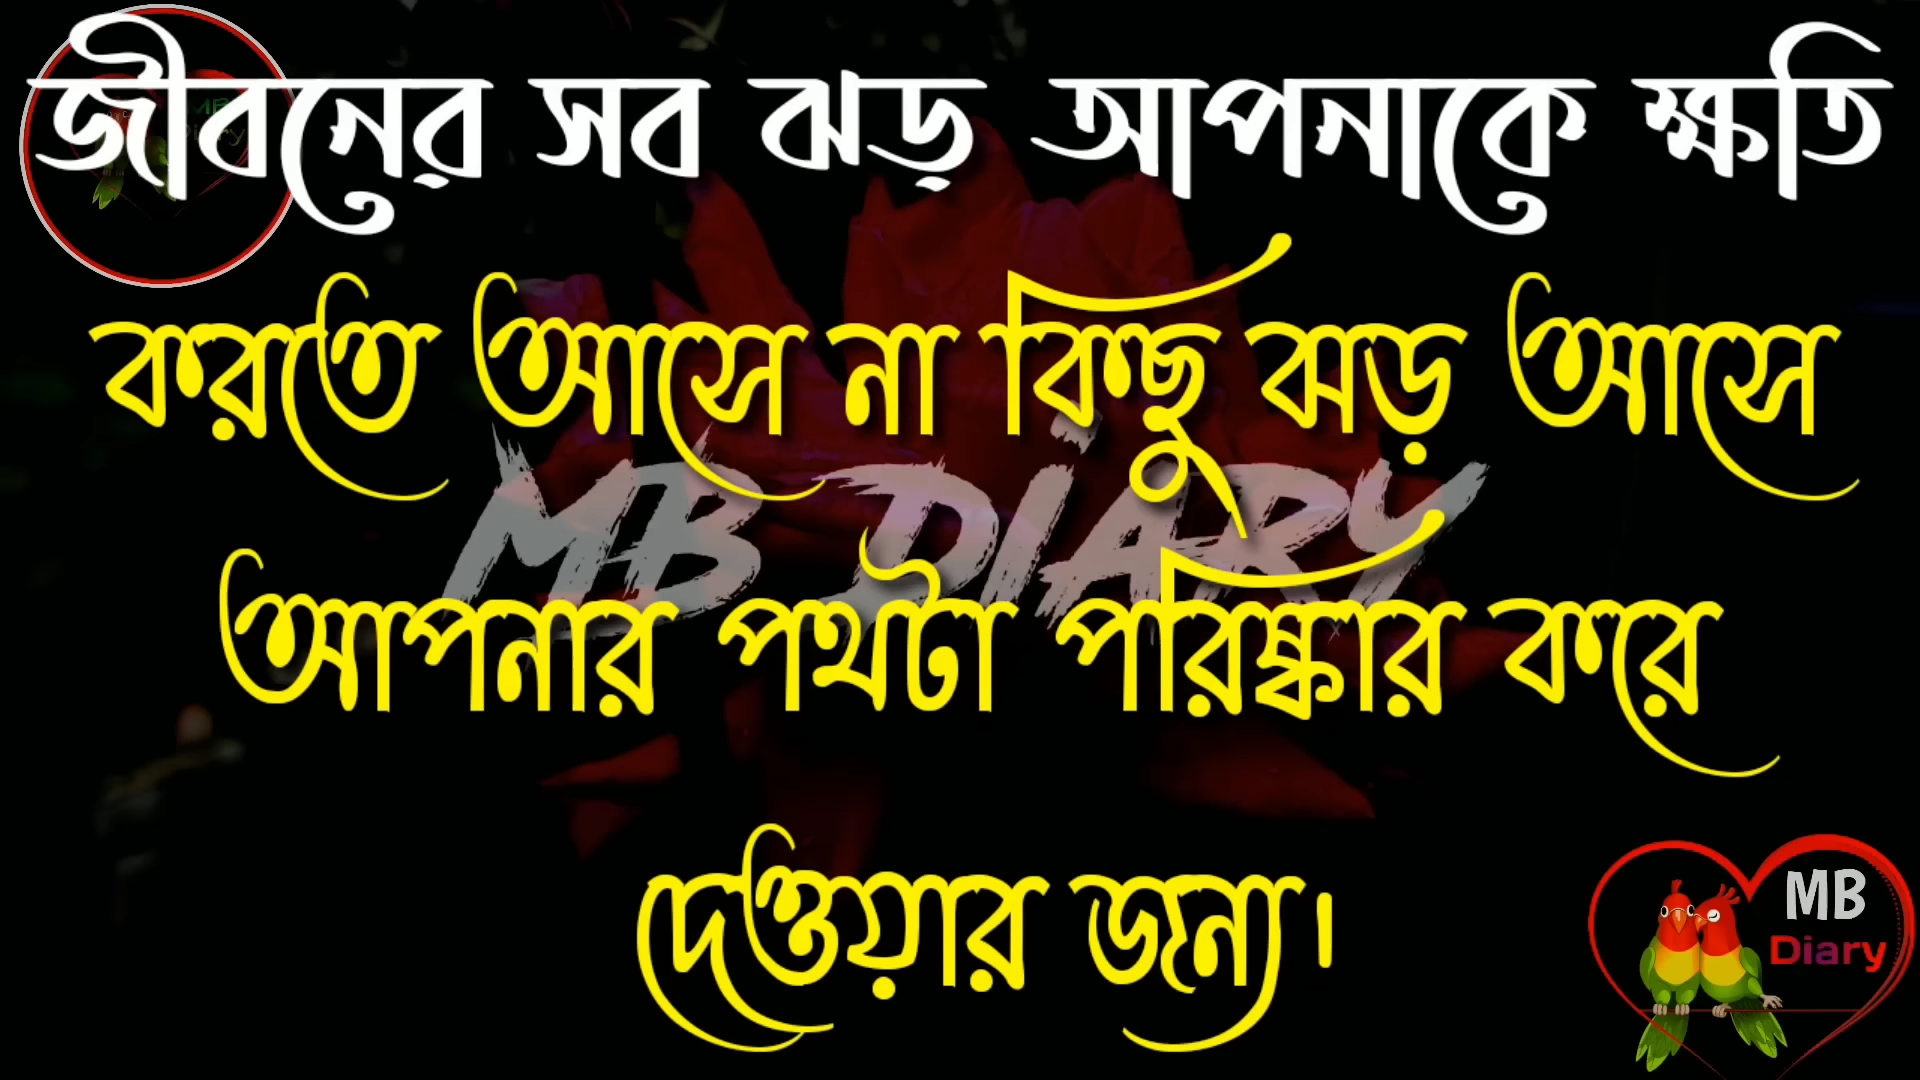 জীবনের সব ঝড় আপনাকে ক্ষতি
করতে আসে না কিছু ঝড় আসে
MB DiARY
আপনার পথটা পরিষ্কার করে
দেওয়ার জন্য।
MB
Diary